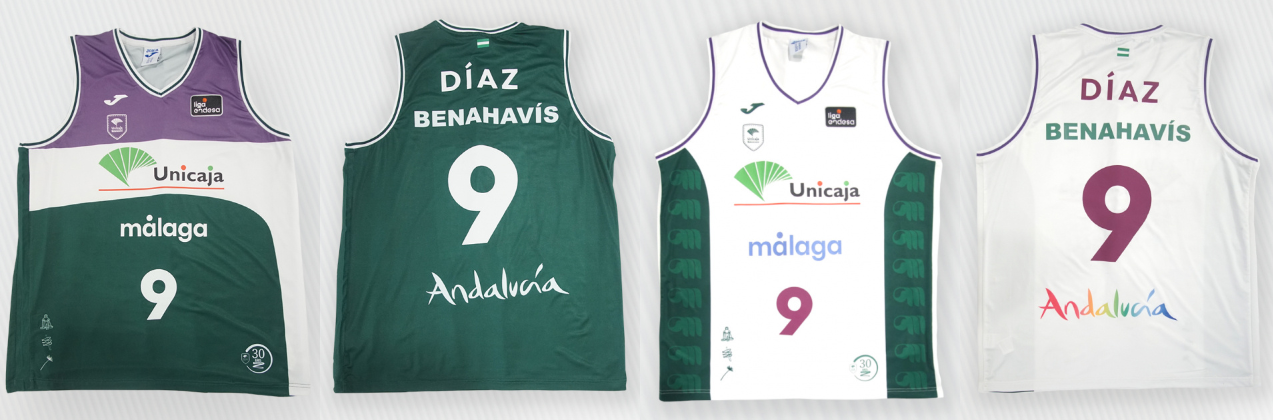 liga
endesa
Unicaja
málaga
9
30
DÍAZ
BENAHAVÍS
9
Andalucía
liga
endesa
Unicaja
málaga
9
30
DÍAZ
BENAHAVÍS
9
Andalucía